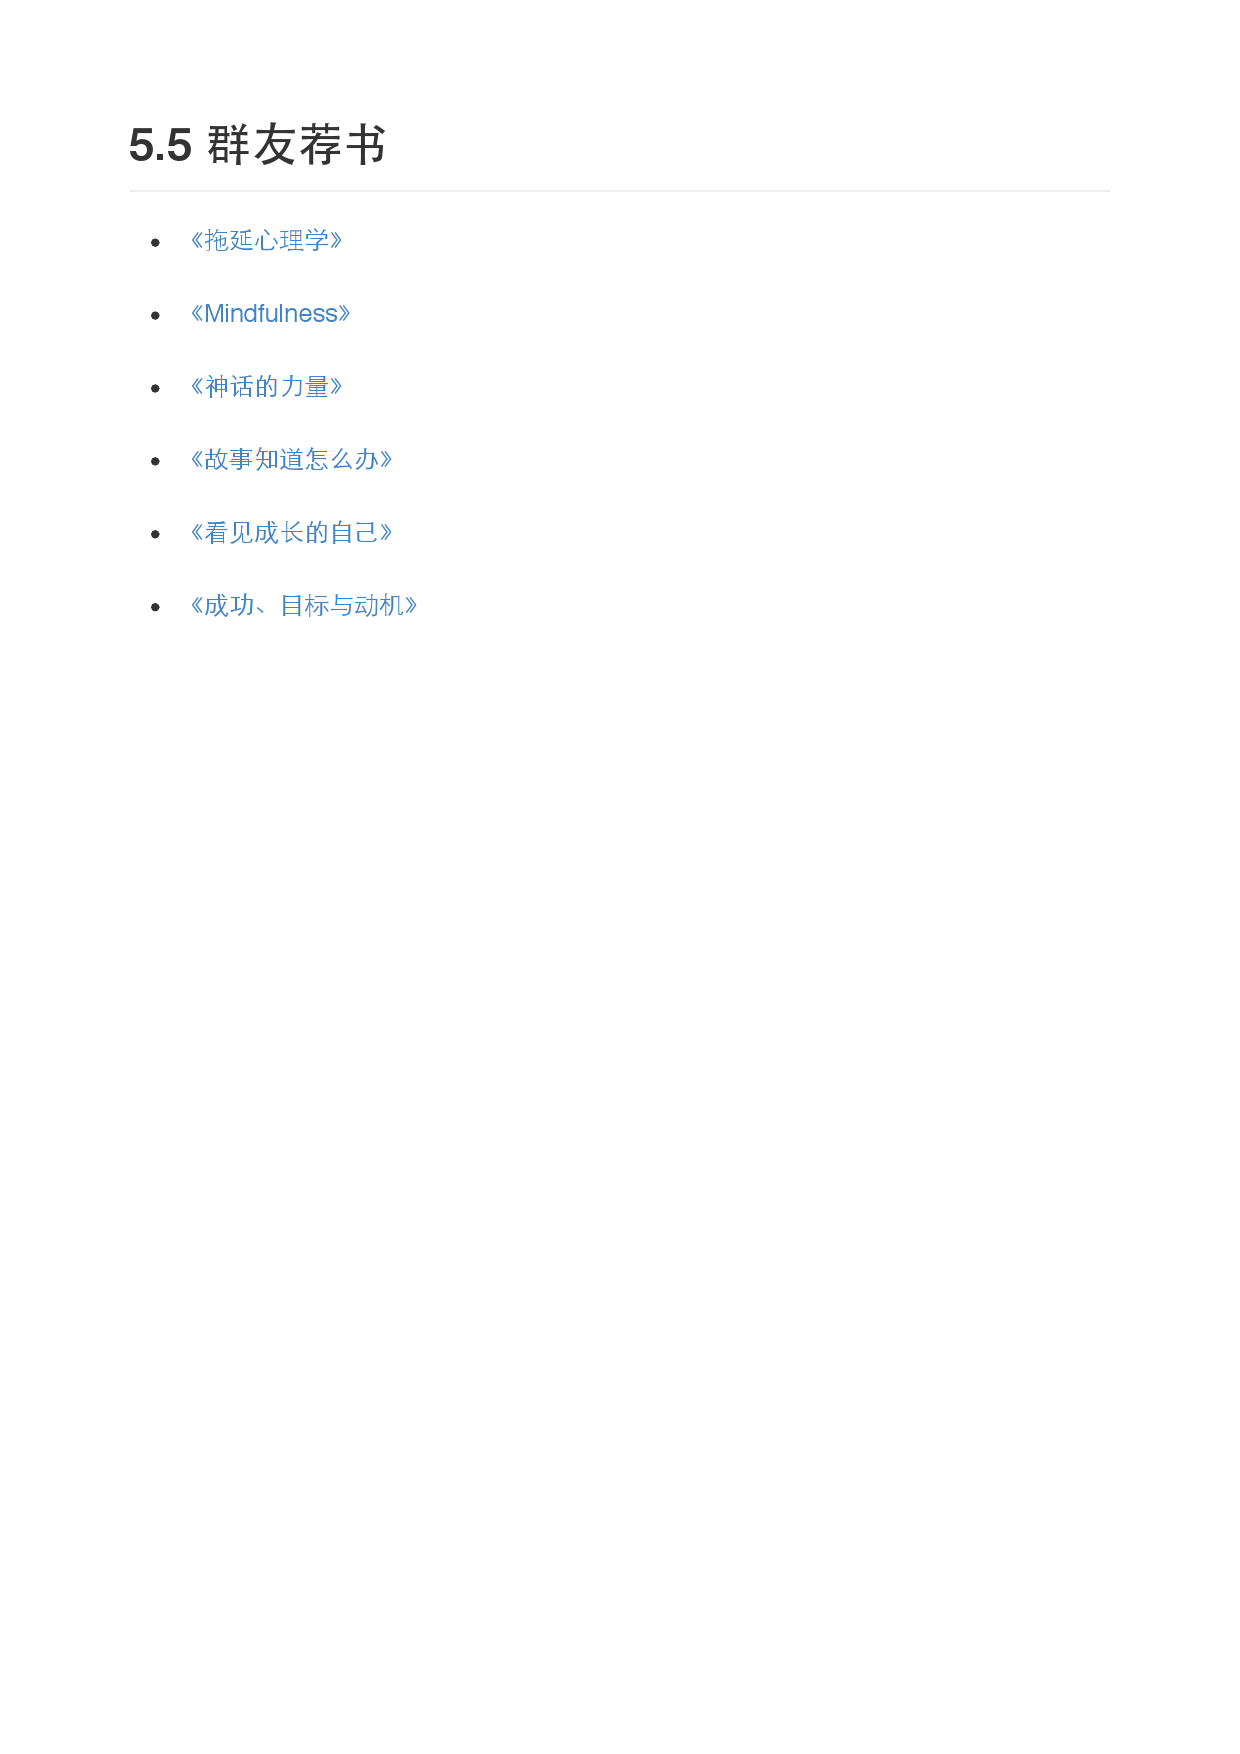 5.5 群友荐书
• 《拖延心理学》
• 《Mindfulness》
• 《神话的力量》
• 《故事知道怎么办》
• 《看见成长的自己》
• 《成功、目标与动机》